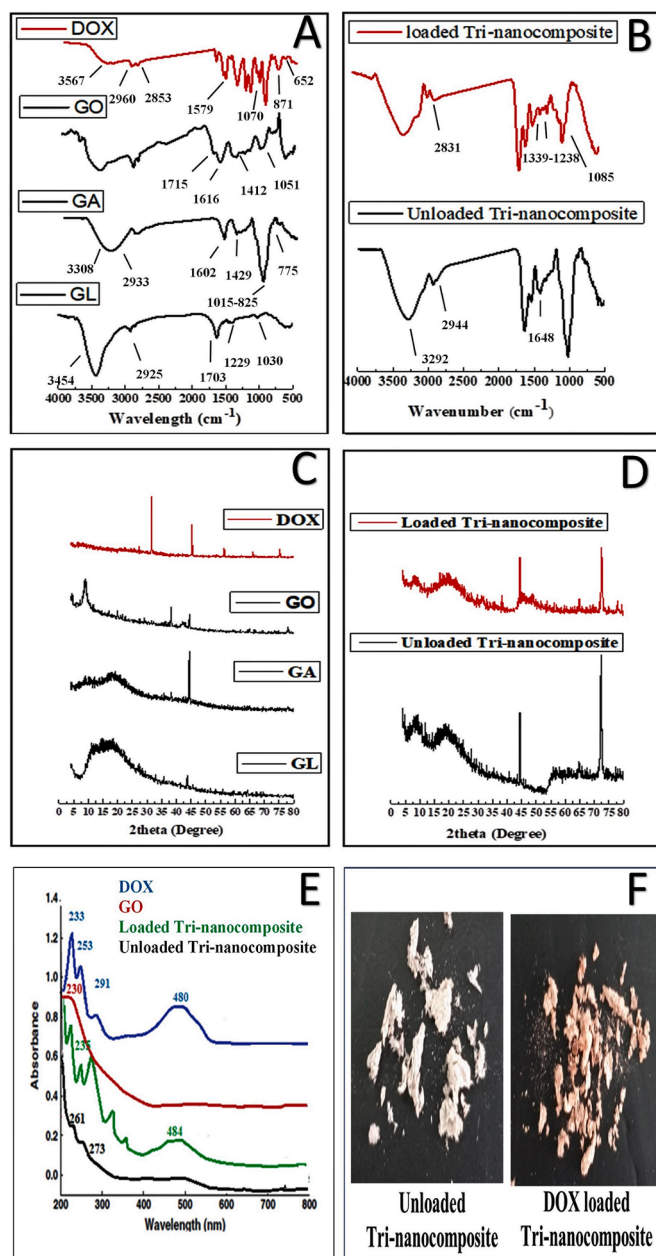 A
DOX
3567
2960
2853
1579
1070
871
652
GO
1715
1616
1412
1051
GA
3308
2933
1602
1429
1015-825
775
GL
3454
2925
1703
1229
1030
4000 3500 3000 2500 2000 1500 1000 500
Wavelength (cm-1)
B
loaded Tri-nanocomposite
2831
1339-1238
1085
Unloaded Tri-nanocomposite
3292
2944
1648
4000 3500 3000 2500 2000 1500 1000 500
Wavenumber (cm-1)
C
DOX
GO
GA
GL
0 5 10 15 20 25 30 35 40 45 50 55 60 65 70 75 80
2theta (Degree)
D
Loaded Tri-nanocomposite
Unloaded Tri-nanocomposite
0 5 10 15 20 25 30 35 40 45 50 55 60 65 70 75 80
2theta (Degree)
E
DOX
GO
Loaded Tri-nanocomposite
Unloaded Tri-nanocomposite
1.4
1.2
1.0
0.8
0.6
0.4
0.2
0.0
Absorbance
233
253
291
480
230
235
484
261
273
200 300 400 500 600 700 800
Wavelength (nm)
F
Unloaded
Tri-nanocomposite
DOX loaded
Tri-nanocomposite